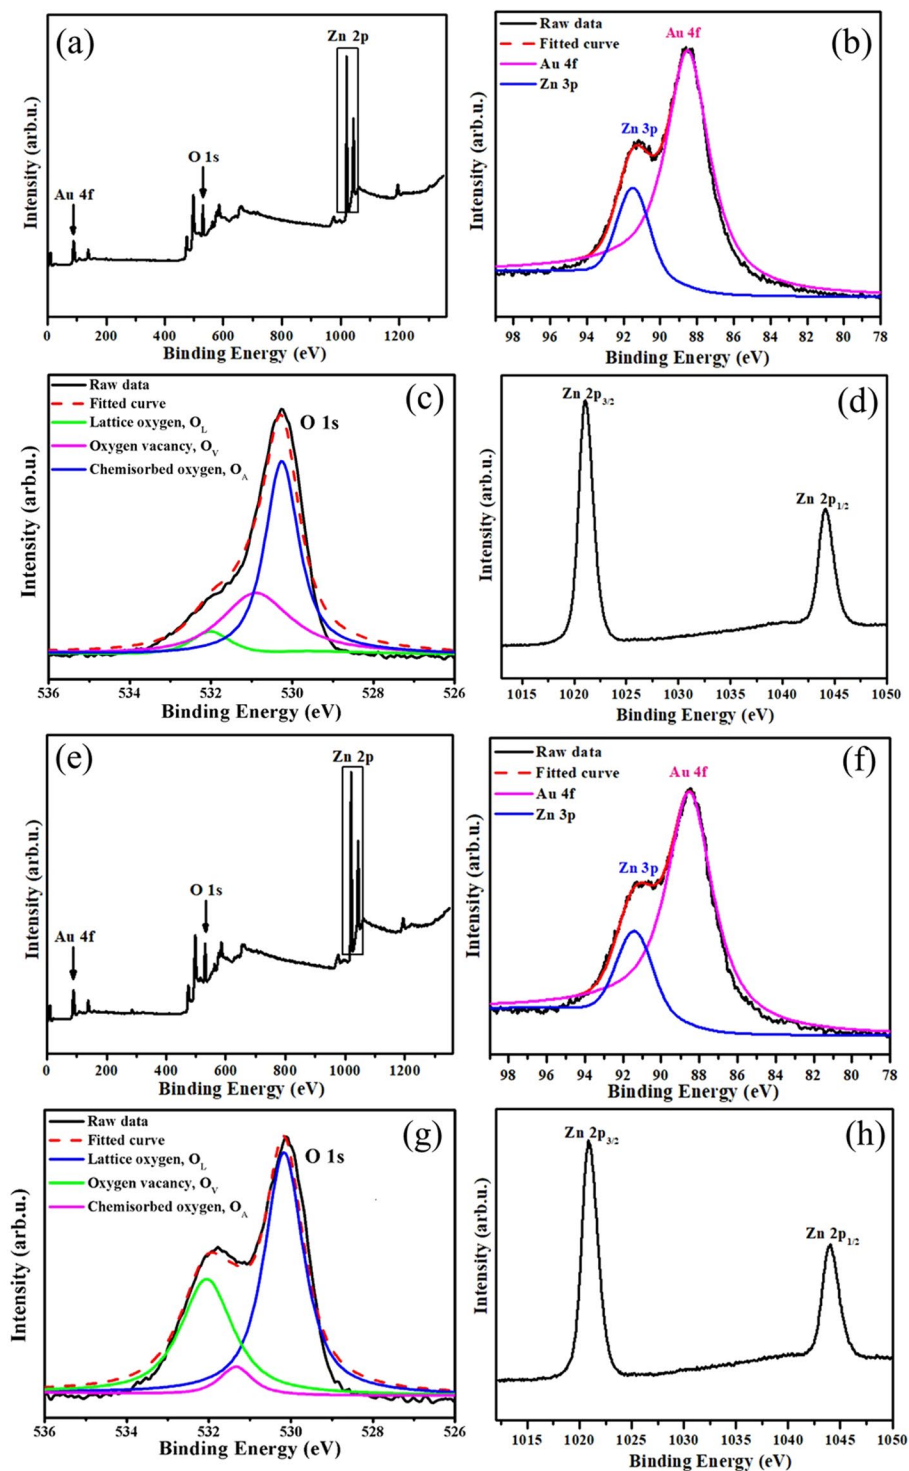 (a)
Zn 2p
O 1s
Au 4f
Intensity (arb.u.)
0 200 400 600 800 1000 1200
Binding Energy (eV)
(b)
Raw data
Fitted curve
Au 4f
Zn 3p
Au 4f
Zn 3p
Intensity (arb.u.)
98 96 94 92 90 88 86 84 82 80 78
Binding Energy (eV)
(c)
Raw data
Fitted curve
Lattice oxygen, O_L
Oxygen vacancy, O_V
Chemisorbed oxygen, O_A
O 1s
Intensity (arb.u.)
536 534 532 530 528 526
Binding Energy (eV)
(d)
Zn 2p3/2
Zn 2p1/2
Intensity (arb.u.)
1015 1020 1025 1030 1035 1040 1045 1050
Binding Energy (eV)
(e)
Zn 2p
O 1s
Au 4f
Intensity (arb.u.)
0 200 400 600 800 1000 1200
Binding Energy (eV)
(f)
Raw data
Fitted curve
Au 4f
Zn 3p
Au 4f
Zn 3p
Intensity (arb.u.)
98 96 94 92 90 88 86 84 82 80 78
Binding Energy (eV)
(g)
Raw data
Fitted curve
Lattice oxygen, O_L
Oxygen vacancy, O_V
Chemisorbed oxygen, O_A
O 1s
Intensity (arb.u.)
536 534 532 530 528 526
Binding Energy (eV)
(h)
Zn 2p3/2
Zn 2p1/2
Intensity (arb.u.)
1015 1020 1025 1030 1035 1040 1045 1050
Binding Energy (eV)